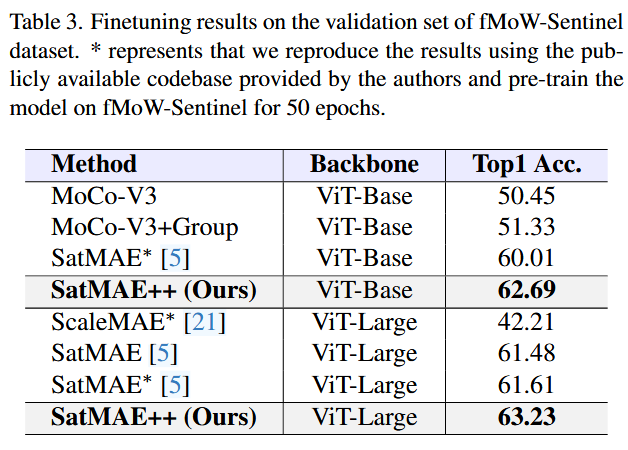 Table 3. Finetuning results on the validation set of fMoW-Sentinel
dataset. * represents that we reproduce the results using the pub-
licly available codebase provided by the authors and pre-train the
model on fMoW-Sentinel for 50 epochs.
Method Backbone Top1 Acc.
MoCo-V3 ViT-Base 50.45
MoCo-V3+Group ViT-Base 51.33
SatMAE* [5] ViT-Base 60.01
SatMAE++ (Ours) ViT-Base 62.69
ScaleMAE* [21] ViT-Large 42.21
SatMAE [5] ViT-Large 61.48
SatMAE* [5] ViT-Large 61.61
SatMAE++ (Ours) ViT-Large 63.23